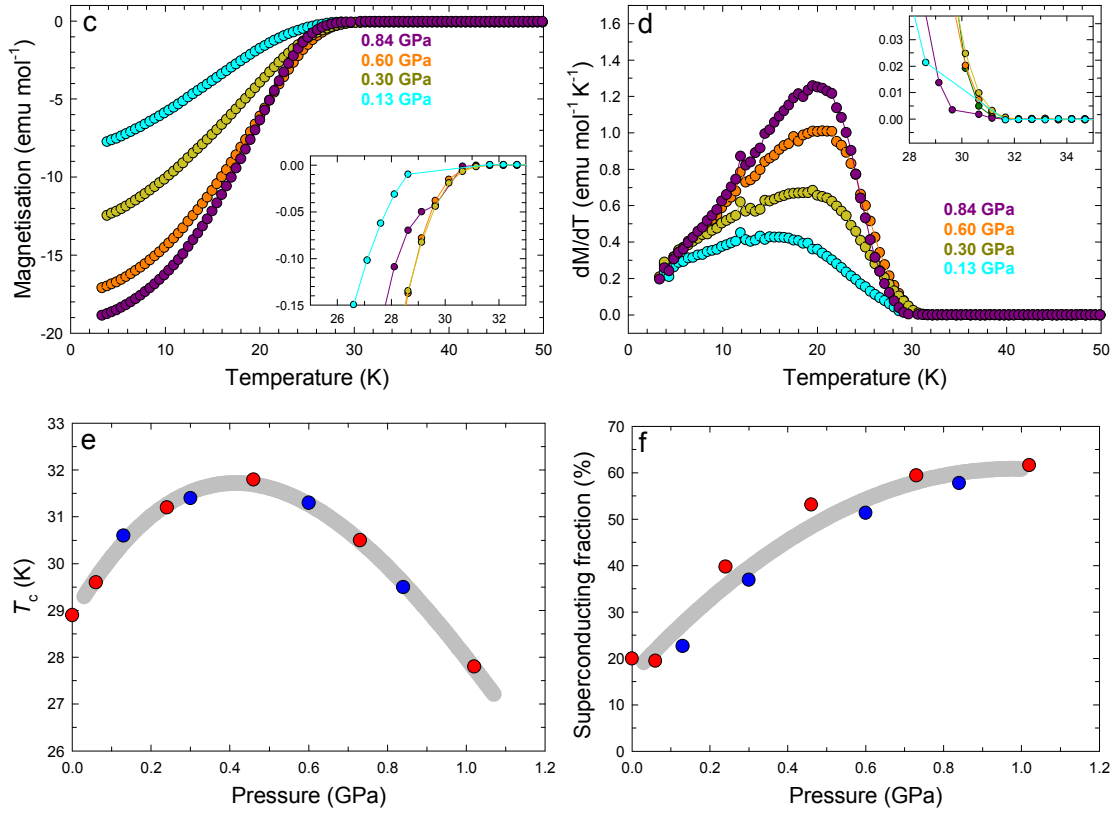 c
0.84 GPa
0.60 GPa
0.30 GPa
0.13 GPa
Magnetisation (emu mol⁻¹)
0
-5
-10
-15
-20
0 10 20 30 40 50
Temperature (K)
0.00
-0.05
-0.10
-0.15
26 28 30 32
d
dM/dT (emu mol⁻¹ K⁻¹)
1.6
1.4
1.2
1.0
0.8
0.6
0.4
0.2
0.0
0 10 20 30 40 50
Temperature (K)
0.03
0.02
0.01
0.00
28 30 32 34
0.84 GPa
0.60 GPa
0.30 GPa
0.13 GPa
e
T c (K)
33
32
31
30
29
28
27
26
0.0 0.2 0.4 0.6 0.8 1.0 1.2
Pressure (GPa)
f
Superconducting fraction (%)
70
60
50
40
30
20
10
0
0.0 0.2 0.4 0.6 0.8 1.0 1.2
Pressure (GPa)